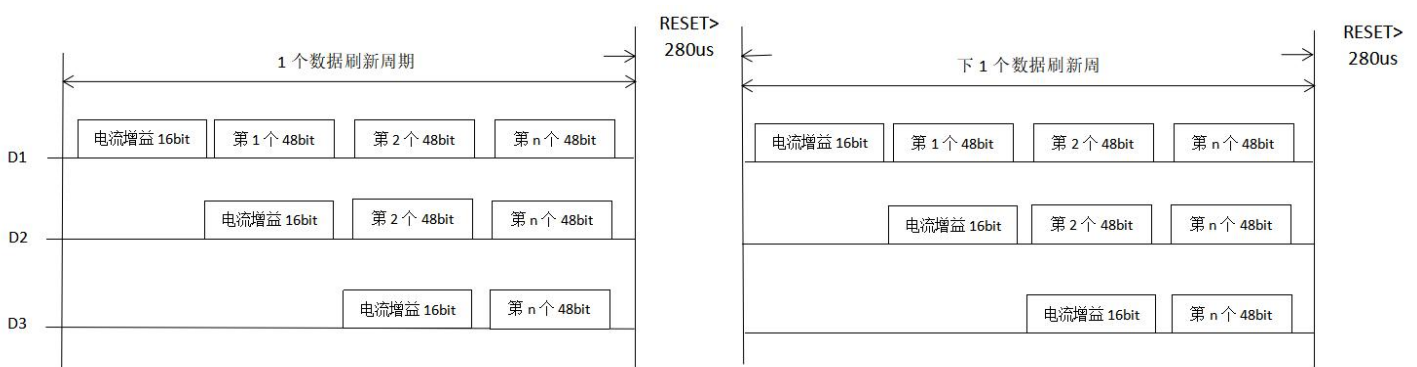 RESET>
280us
1 个数据刷新周期
D1
电流增益 16bit
第 1 个 48bit
第 2 个 48bit
第 n 个 48bit
D2
电流增益 16bit
第 2 个 48bit
第 n 个 48bit
D3
电流增益 16bit
第 n 个 48bit
RESET>
280us
下 1 个数据刷新周
电流增益 16bit
第 1 个 48bit
第 2 个 48bit
第 n 个 48bit
电流增益 16bit
第 2 个 48bit
第 n 个 48bit
电流增益 16bit
第 n 个 48bit